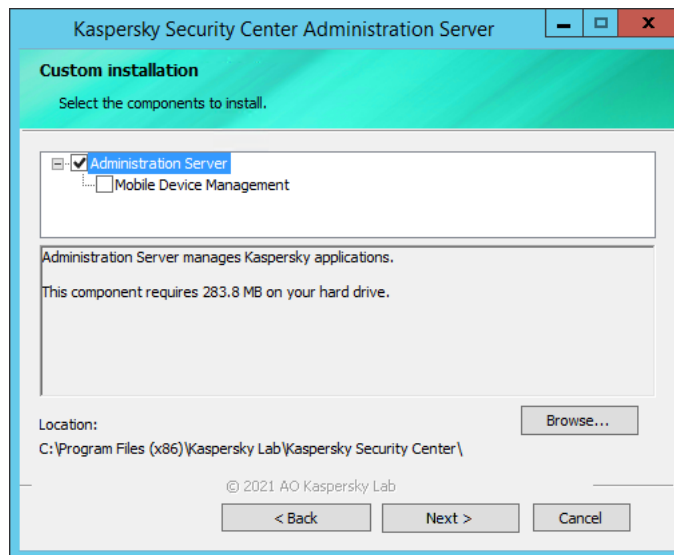 Kaspersky Security Center Administration Server
Custom installation
Select the components to install.
Administration Server
Mobile Device Management
Administration Server manages Kaspersky applications.
This component requires 283.8 MB on your hard drive.
Browse...
Location:
C:\Program Files (x86)\Kaspersky Lab\Kaspersky Security Center\
© 2021 AO Kaspersky Lab
< Back
Next >
Cancel